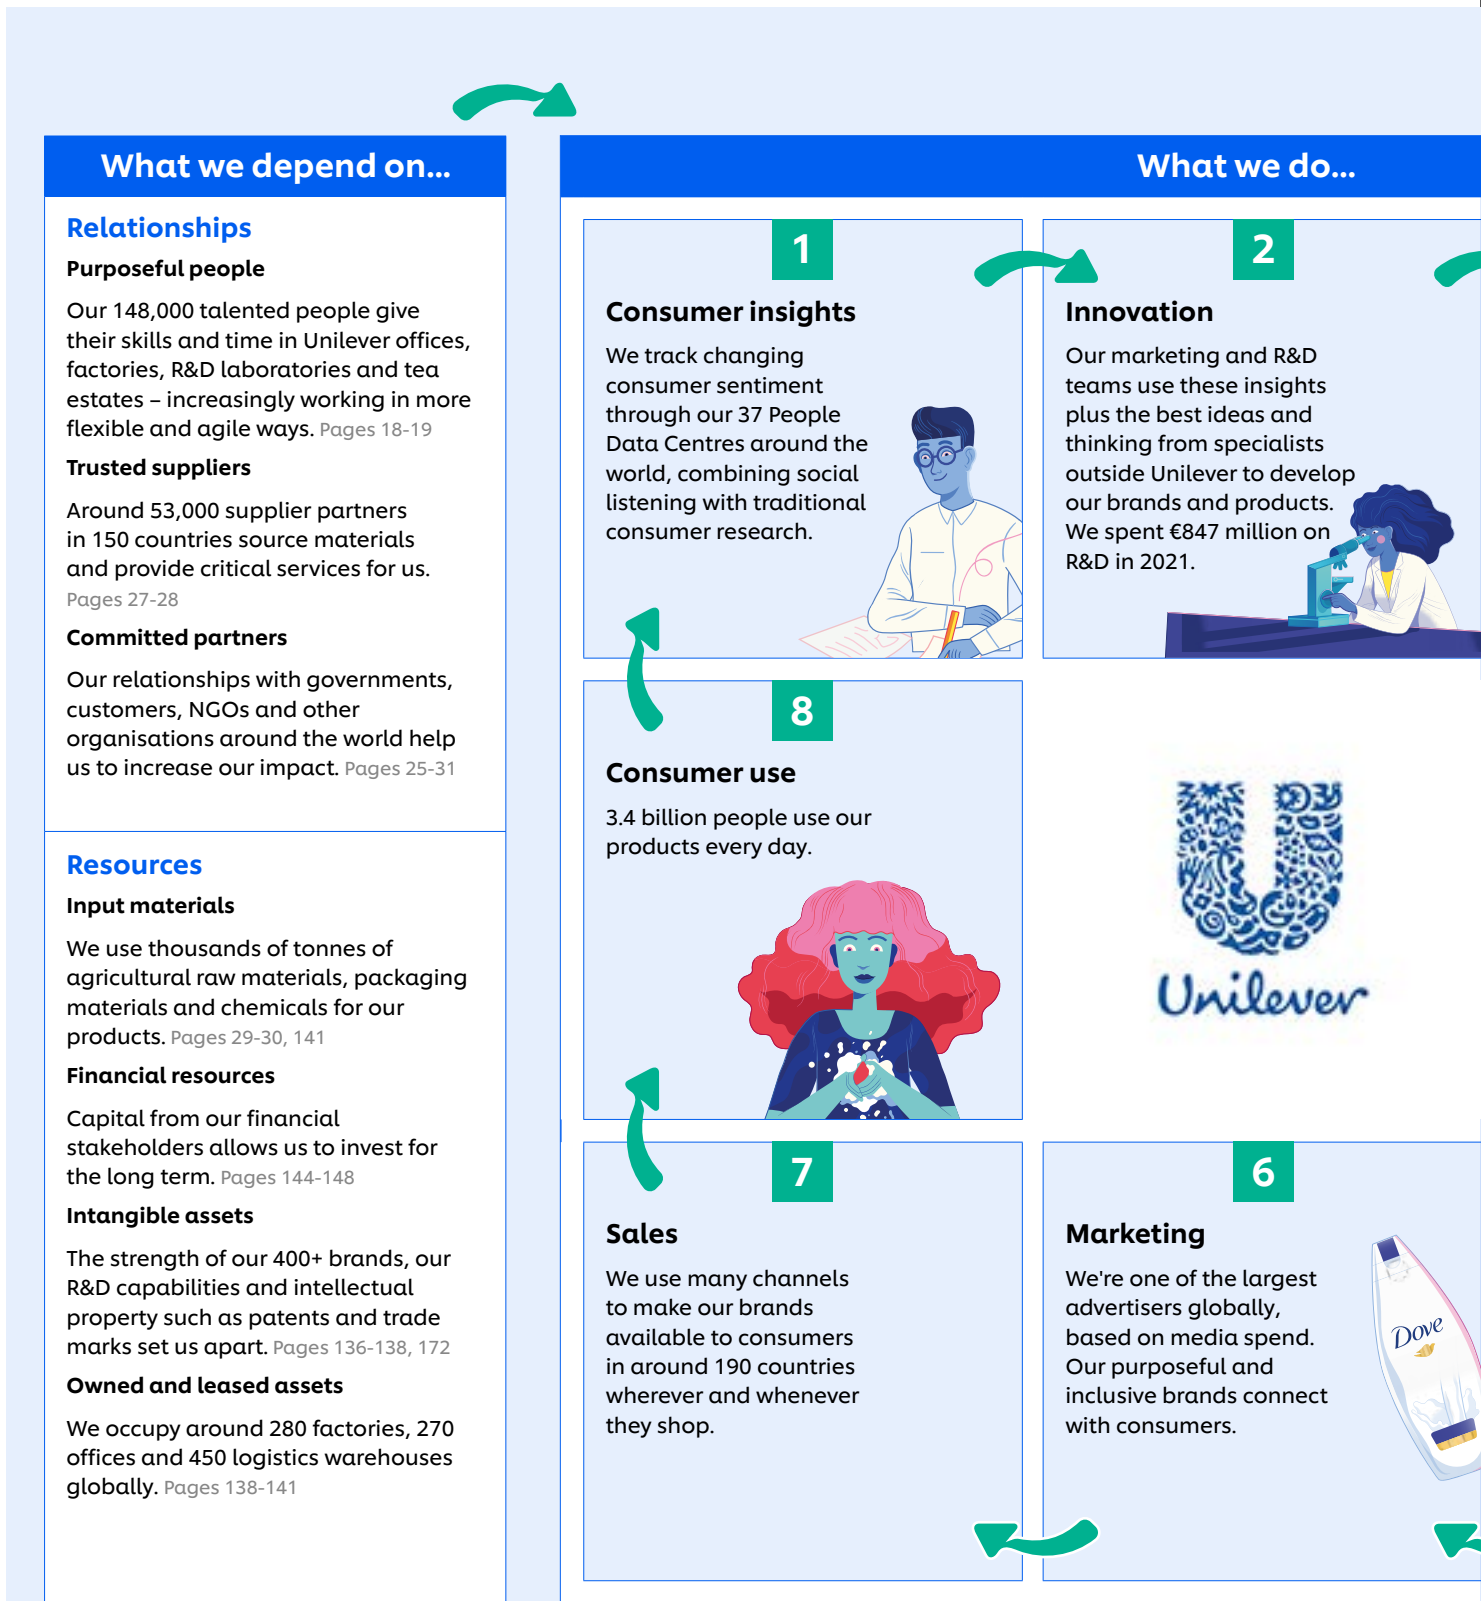 What we depend on...
Relationships
Purposeful people
Our 148,000 talented people give
their skills and time in Unilever offices,
factories, R&D laboratories and tea
estates – increasingly working in more
flexible and agile ways. Pages 18-19
Trusted suppliers
Around 53,000 supplier partners
in 150 countries source materials
and provide critical services for us.
Pages 27-28
Committed partners
Our relationships with governments,
customers, NGOs and other
organisations around the world help
us to increase our impact. Pages 25-31
Resources
Input materials
We use thousands of tonnes of
agricultural raw materials, packaging
materials and chemicals for our
products. Pages 29-30, 141
Financial resources
Capital from our financial
stakeholders allows us to invest for
the long term. Pages 144-148
Intangible assets
The strength of our 400+ brands, our
R&D capabilities and intellectual
property such as patents and trade
marks set us apart. Pages 136-138, 172
Owned and leased assets
We occupy around 280 factories, 270
offices and 450 logistics warehouses
globally. Pages 138-141
What we do...
1
Consumer insights
We track changing
consumer sentiment
through our 37 People
Data Centres around the
world, combining social
listening with traditional
consumer research.
2
Innovation
Our marketing and R&D
teams use these insights
plus the best ideas and
thinking from specialists
outside Unilever to develop
our brands and products.
We spent €847 million on
R&D in 2021.
8
Consumer use
3.4 billion people use our
products every day.
Unilever
7
Sales
We use many channels
to make our brands
available to consumers
in around 190 countries
wherever and whenever
they shop.
6
Marketing
We're one of the largest
advertisers globally,
based on media spend.
Our purposeful and
inclusive brands connect
with consumers.
Dove